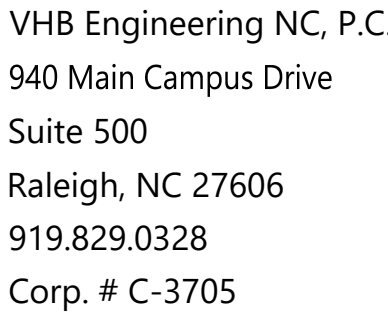 VHB Engineering NC, P.C.
940 Main Campus Drive
Suite 500
Raleigh, NC 27606
919.829.0328
Corp. # C-3705